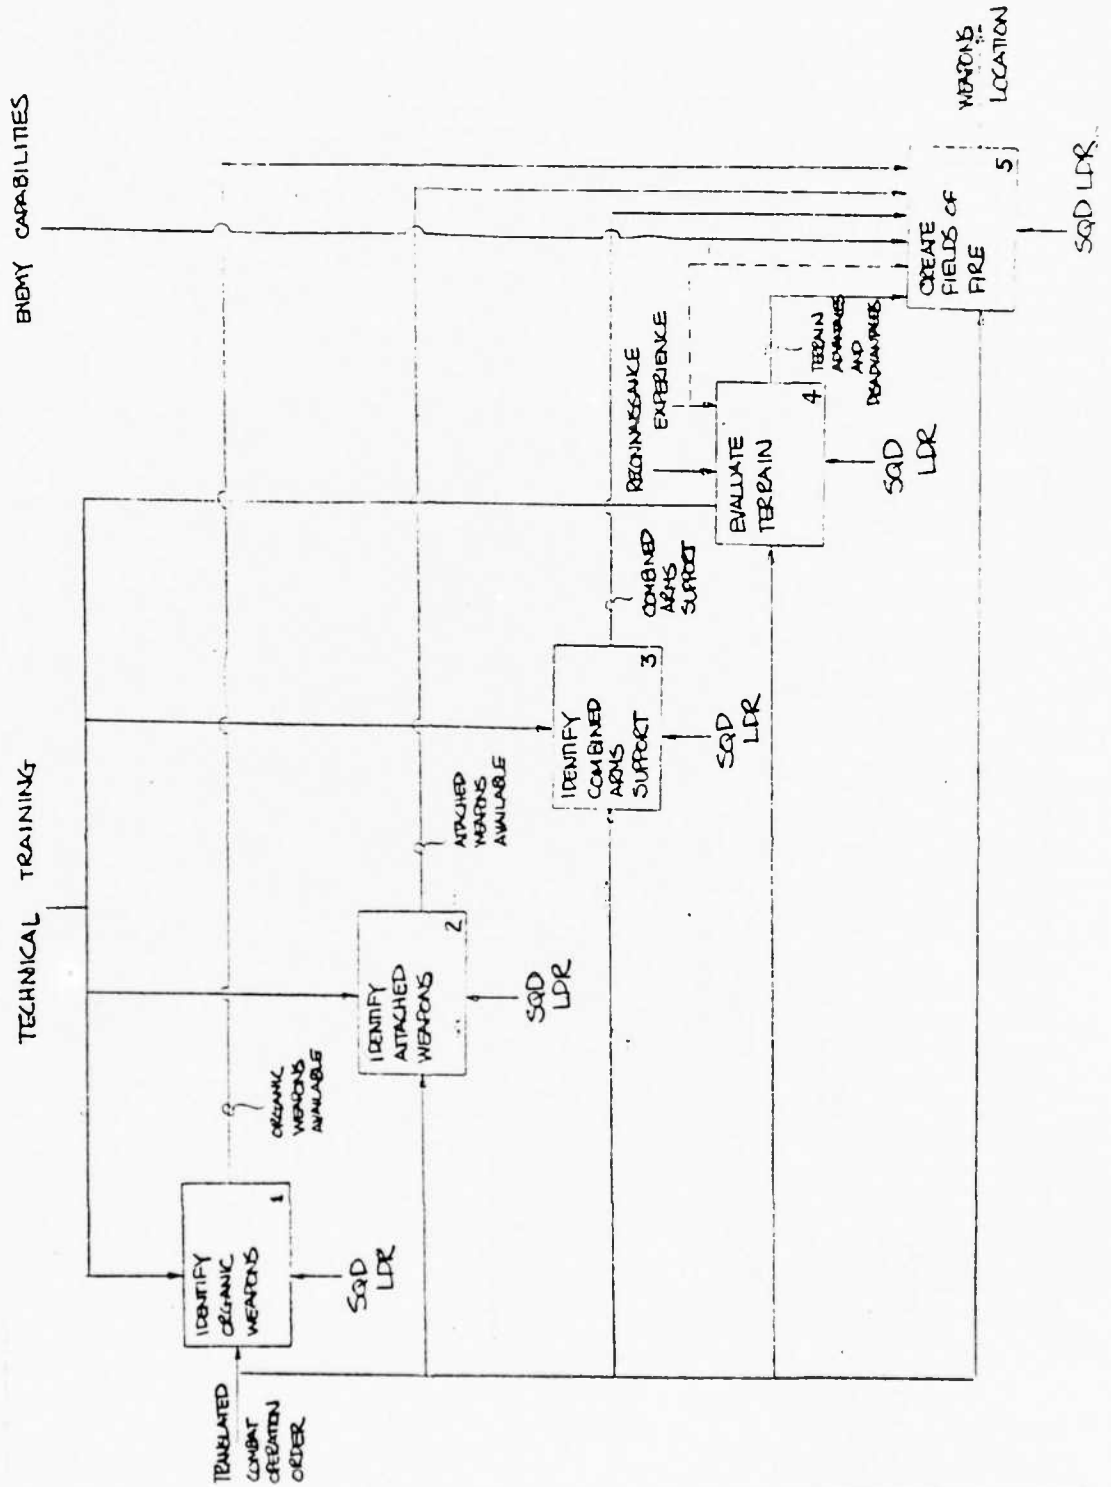 TECHNICAL TRAINING
ENEMY CAPABILITIES
TRANSLATED
COMBAT
OPERATION
ORDER
IDENTIFY
ORGANIC
WEAPONS
1
SQD
LDR
ORGANIC
WEAPONS
AVAILABLE
IDENTIFY
ATTACHED
WEAPONS
2
SQD
LDR
ATTACHED
WEAPONS
AVAILABLE
IDENTIFY
COMBINED
ARMS
SUPPORT
3
SQD
LDR
COMBINED
ARMS
SUPPORT
RECONNAISSANCE
EXPERIENCE
EVALUATE
TERRAIN
4
SQD
LDR
TERRAIN
ADVANTAGES
AND
DISADVANTAGES
CREATE
FIELDS OF
FIRE
5
SQD LDR
WEAPONS
LOCATION